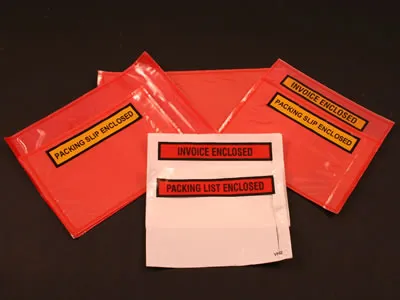 PACKING SLIP ENCLOSED
INVOICE ENCLOSED
PACKING SLIP ENCLOSED
INVOICE ENCLOSED
PACKING LIST ENCLOSED